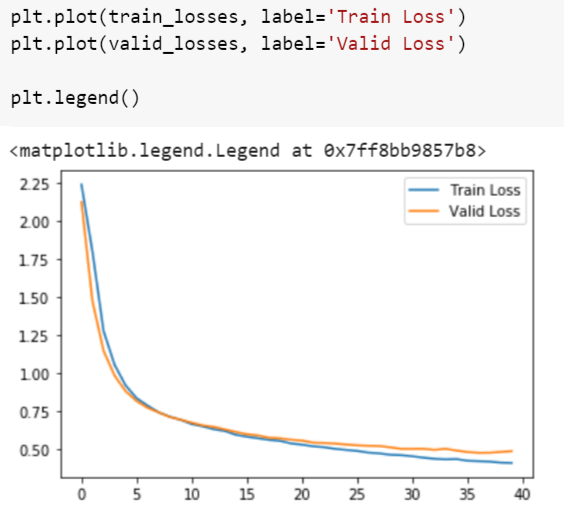 plt.plot(train_losses, label='Train Loss')
plt.plot(valid_losses, label='Valid Loss')
plt.legend()
<matplotlib.legend.Legend at 0x7ff8bb9857b8>
Train Loss
Valid Loss
2.25
2.00
1.75
1.50
1.25
1.00
0.75
0.50
0 5 10 15 20 25 30 35 40